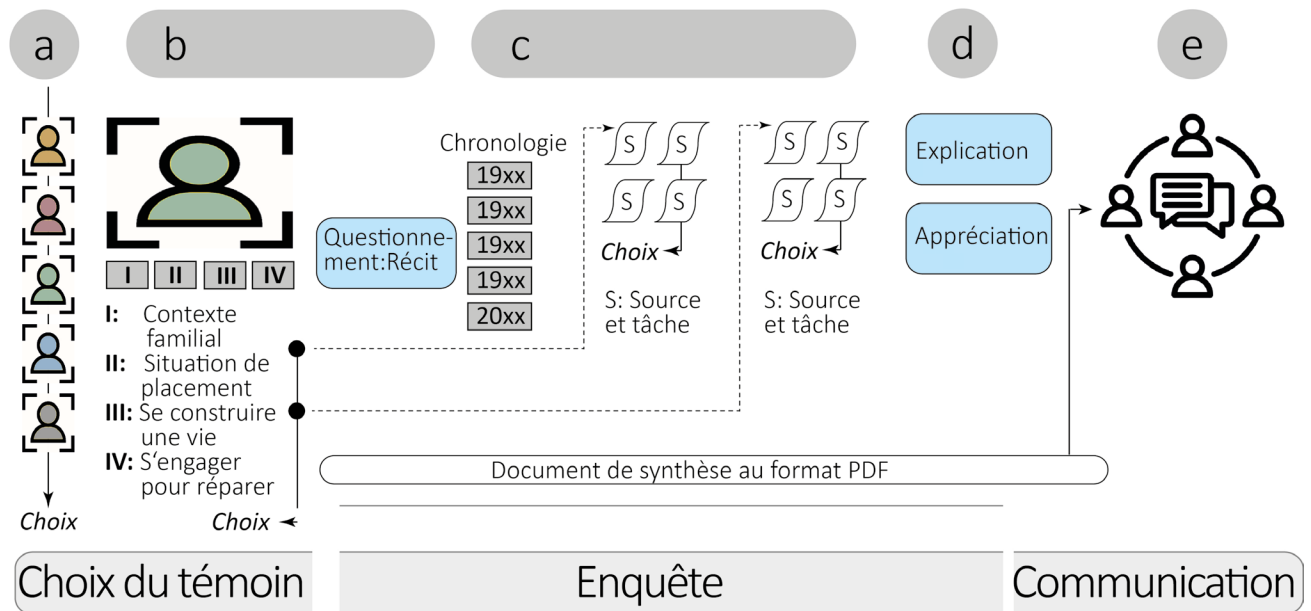 a
b
c
d
e
Choix
I
II
III
IV
I: Contexte
familial
II: Situation de
placement
III: Se construire
une vie
IV: S‘engager
pour réparer
Choix
Questionne-
ment:Récit
Chronologie
19xx
19xx
19xx
19xx
20xx
S
S
S
S
Choix
S: Source
et tâche
S
S
S
S
Choix
S: Source
et tâche
Explication
Appréciation
Document de synthèse au format PDF
Choix du témoin
Enquête
Communication